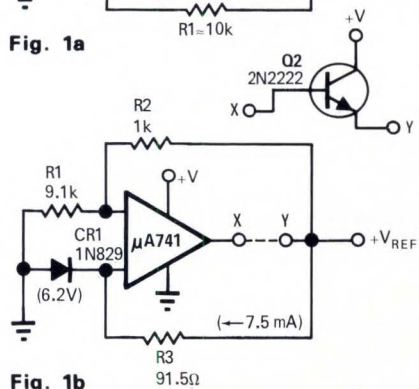 R1≈10k
Fig. 1a
+V
Q2
2N2222
X
Y
R2
1k
R1
9.1k
+V
CR1
1N829
μA741
X
Y
+VREF
(6.2V)
(←7.5 mA)
R3
91.5Ω
Fig. 1b